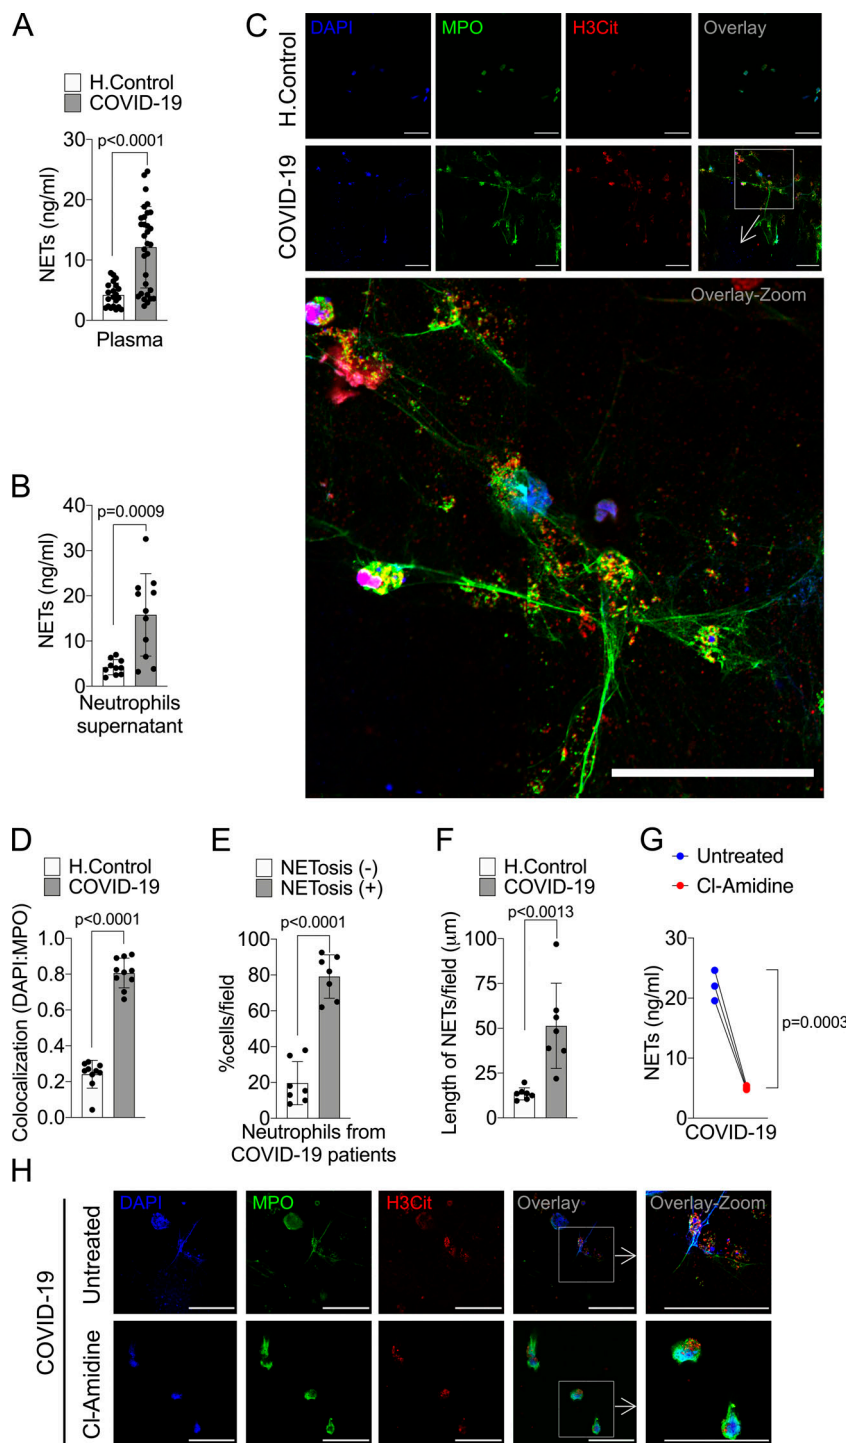 A
H.Control
COVID-19
p<0.0001
30
20
10
0
NETs (ng/ml)
Plasma
B
p=0.0009
40
30
20
10
0
NETs (ng/ml)
Neutrophils
supernatant
C
DAPI
MPO
H3Cit
Overlay
H.Control
COVID-19
Overlay-Zoom
D
H.Control
COVID-19
p<0.0001
1.0
0.8
0.6
0.4
0.2
0.0
Colocalization (DAPI:MPO)
E
NETosis (-)
NETosis (+)
p<0.0001
100
80
60
40
20
0
%cells/field
Neutrophils from
COVID-19 patients
F
H.Control
COVID-19
p<0.0013
100
75
50
25
0
Length of NETs/field (μm)
G
Untreated
Cl-Amidine
30
20
10
0
NETs (ng/ml)
p=0.0003
COVID-19
H
DAPI
MPO
H3Cit
Overlay
Overlay-Zoom
COVID-19
Untreated
Cl-Amidine